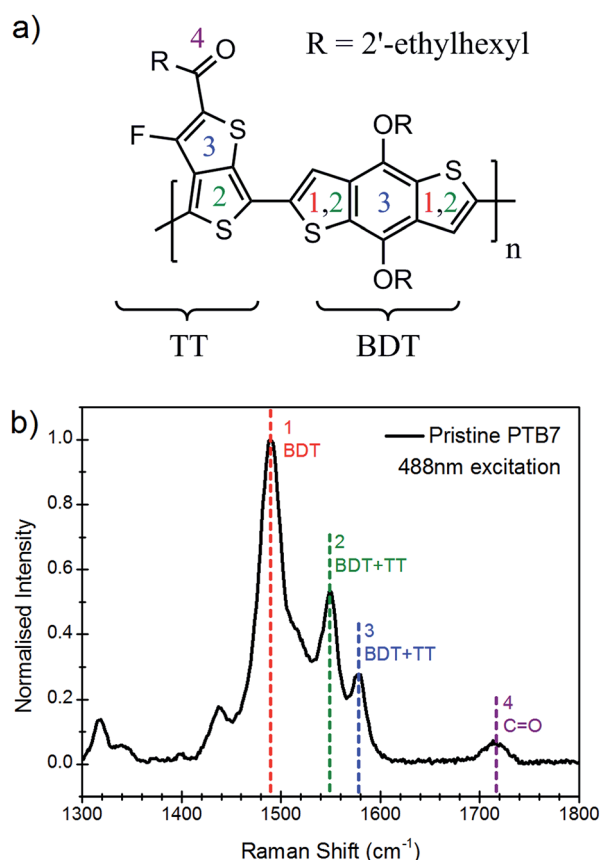 a)
4
R
O
R = 2'-ethylhexyl
F
3
S
OR
S
2
1,2
3
1,2
S
S
OR
n
TT
BDT
b)
1
BDT
Pristine PTB7
488nm excitation
2
BDT+TT
3
BDT+TT
4
C=O
Normalised Intensity
1.0
0.8
0.6
0.4
0.2
0.0
1300
1400
1500
1600
1700
1800
Raman Shift (cm⁻¹)